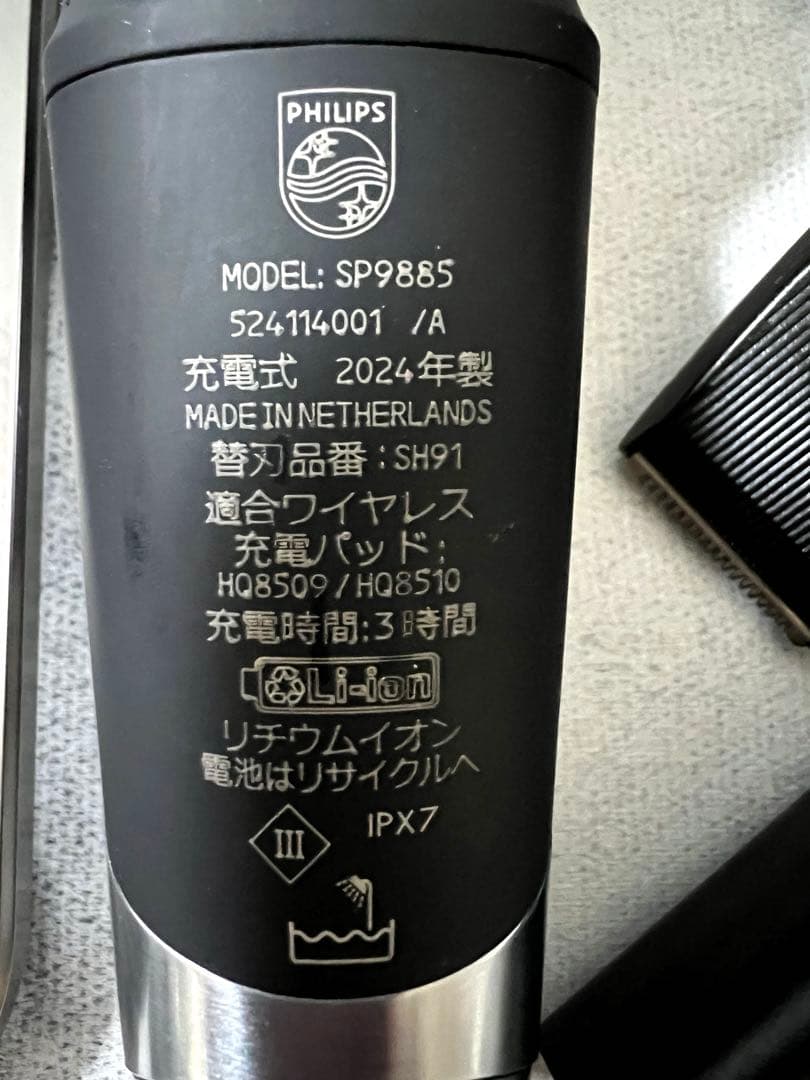 PHILIPS
MODEL: SP9885
524114001 /A
充電式 2024年製
MADE IN NETHERLANDS
替刃品番:SH91
適合ワイヤレス
充電パッド:
HQ8509/HQ8510
充電時間:3時間
Li-ion
リチウムイオン
電池はリサイクルへ
III
IPX7